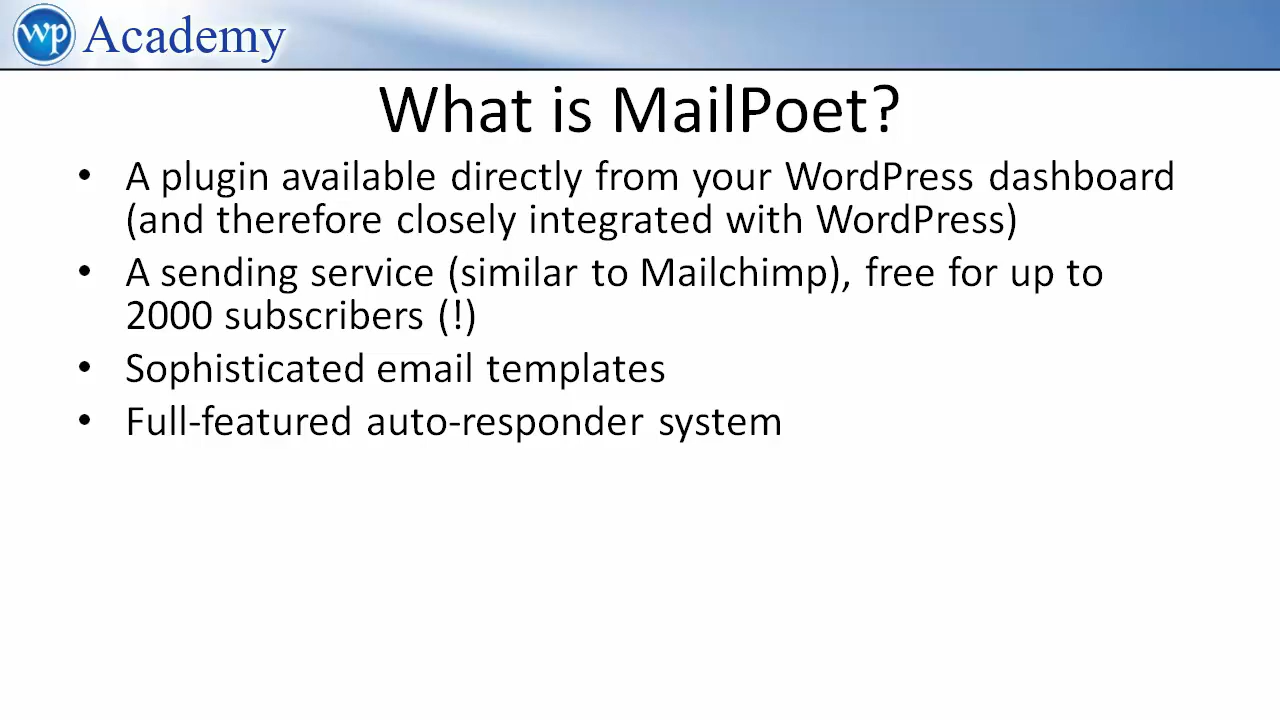 wp Academy
What is MailPoet?
• A plugin available directly from your WordPress dashboard
(and therefore closely integrated with WordPress)
• A sending service (similar to Mailchimp), free for up to
2000 subscribers (!)
• Sophisticated email templates
• Full-featured auto-responder system